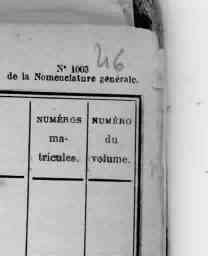 46
N° 1003
de la Nomenclature générale.
NUMÉROS NUMÉRO
ma- du
tricules. volume.